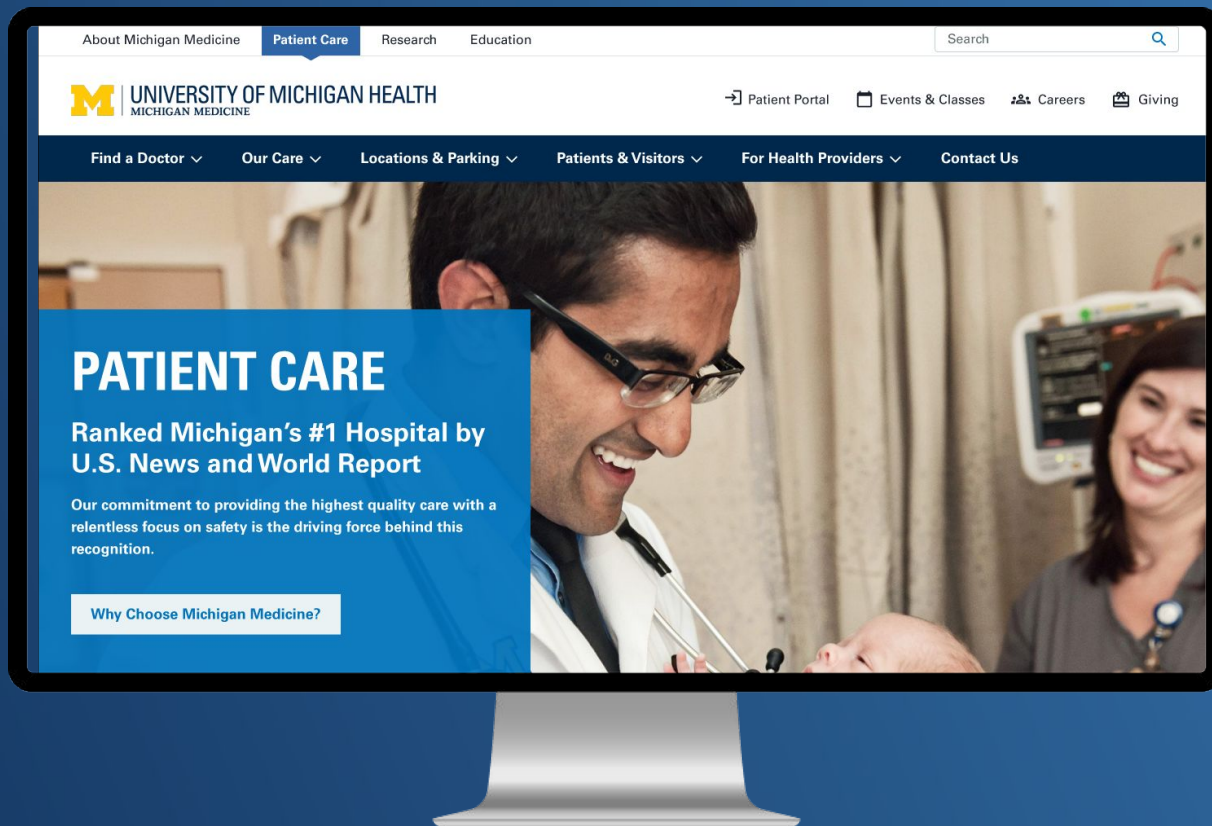 About Michigan Medicine Patient Care Research Education Search
M UNIVERSITY OF MICHIGAN HEALTH
MICHIGAN MEDICINE
Patient Portal Events & Classes Careers Giving
Find a Doctor Our Care Locations & Parking Patients & Visitors For Health Providers Contact Us
PATIENT CARE
Ranked Michigan's #1 Hospital by
U.S. News and World Report
Our commitment to providing the highest quality care with a
relentless focus on safety is the driving force behind this
recognition.
Why Choose Michigan Medicine?
D&G